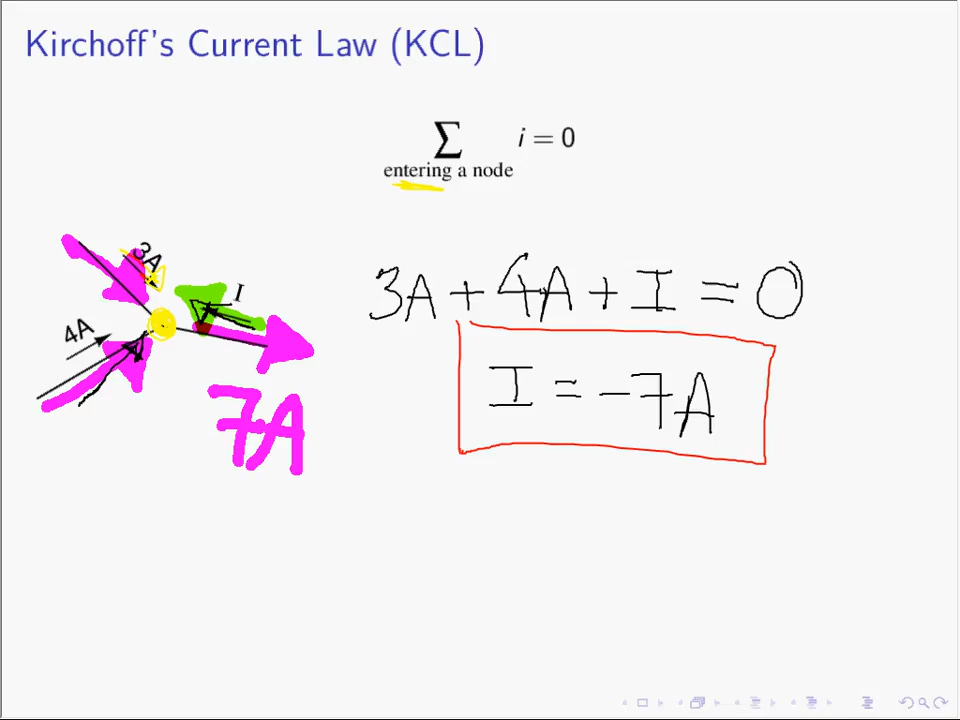 Kirchoff's Current Law (KCL)
∑ i = 0
entering a node
3A
I
4A
3A + 4A + I = 0
I = -7A
7A